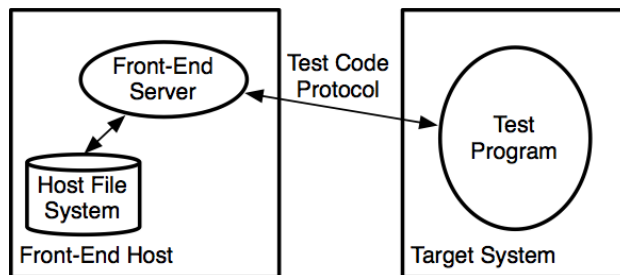 Front-End
Server
Test Code
Protocol
Test
Program
Host File
System
Front-End Host
Target System